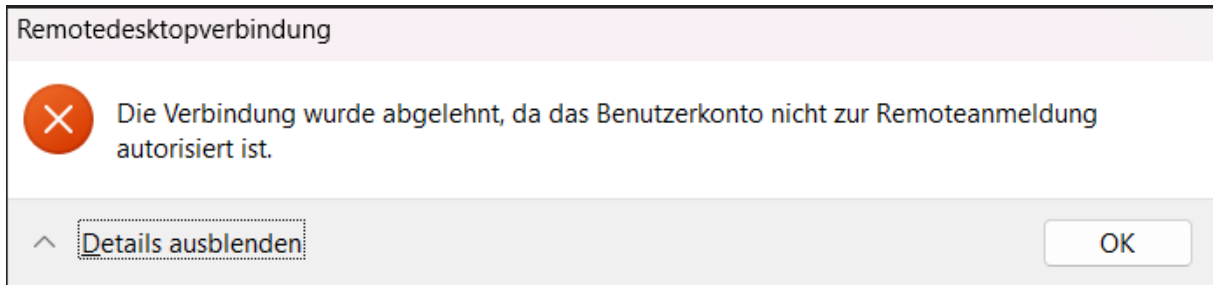 Remotedesktopverbindung
Die Verbindung wurde abgelehnt, da das Benutzerkonto nicht zur Remoteanmeldung
autorisiert ist.
Details ausblenden
OK